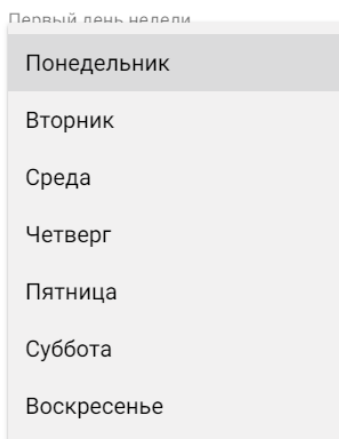 Первый день недели
Понедельник
Вторник
Среда
Четверг
Пятница
Суббота
Воскресенье